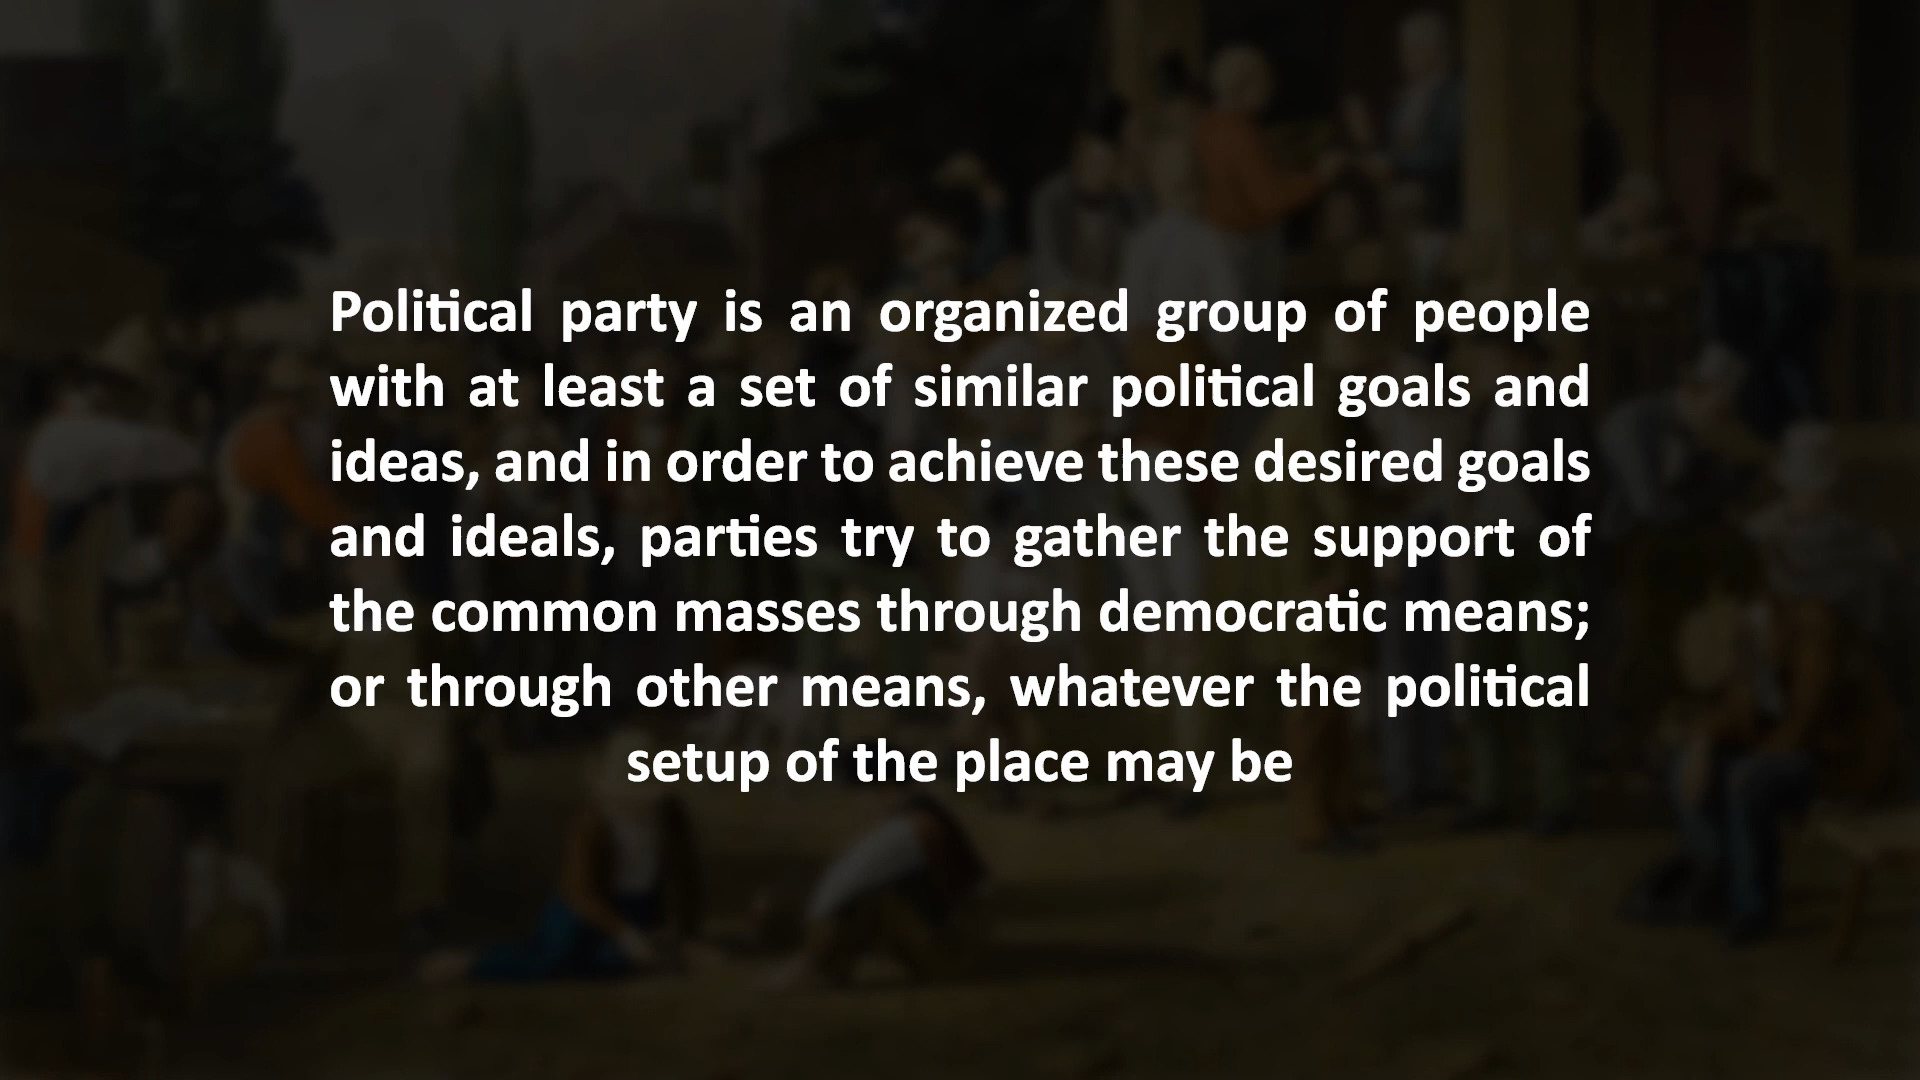 Political party is an organized group of people
with at least a set of similar political goals and
ideas, and in order to achieve these desired goals
and ideals, parties try to gather the support of
the common masses through democratic means;
or through other means, whatever the political
setup of the place may be